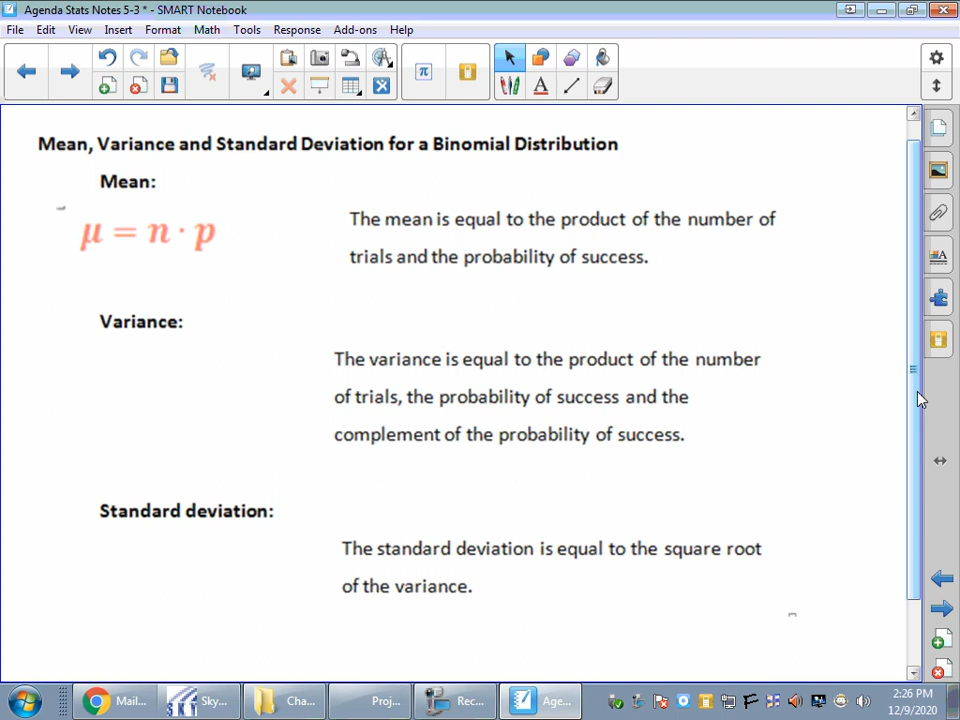 Agenda Stats Notes 5-3 * - SMART Notebook
File Edit View Insert Format Math Tools Response Add-ons Help
Mean, Variance and Standard Deviation for a Binomial Distribution
Mean:
μ = n · p
The mean is equal to the product of the number of
trials and the probability of success.
Variance:
The variance is equal to the product of the number
of trials, the probability of success and the
complement of the probability of success.
Standard deviation:
The standard deviation is equal to the square root
of the variance.
Mail... Sky... Cha... Proj... Rec... Age...
2:26 PM
12/9/2020